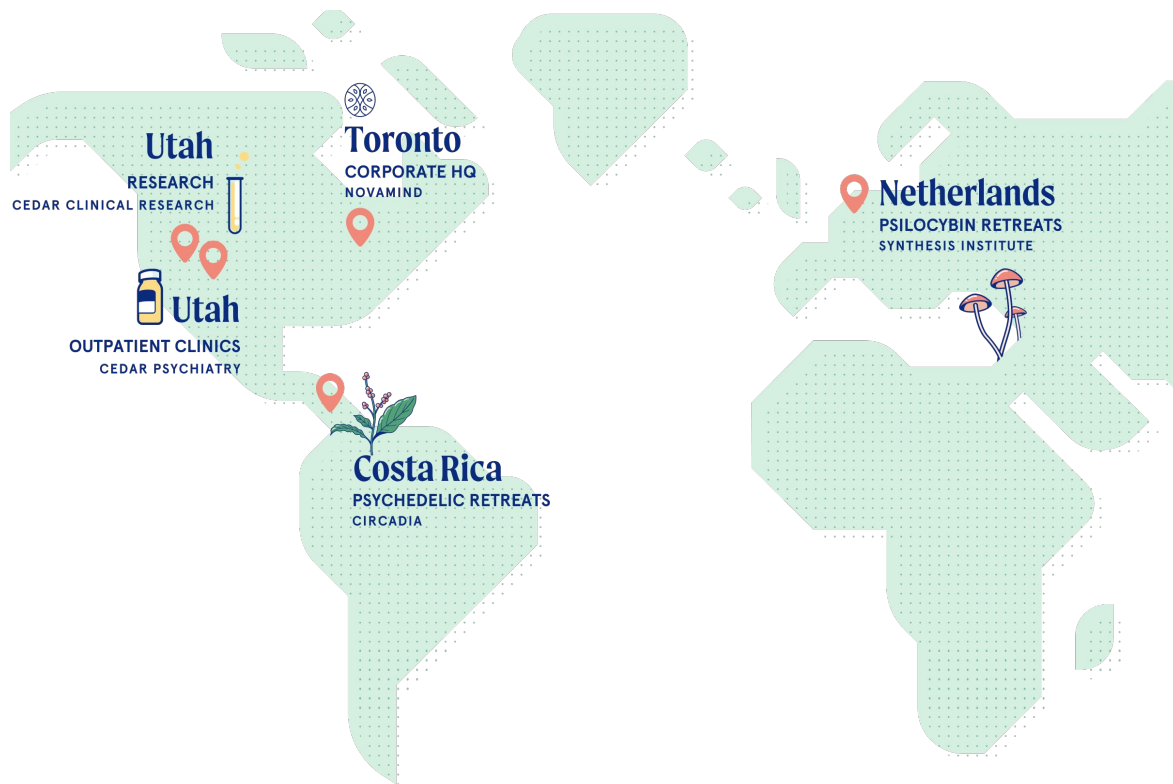 Utah
RESEARCH
CEDAR CLINICAL RESEARCH
Toronto
CORPORATE HQ
NOVAMIND
Netherlands
PSILOCYBIN RETREATS
SYNTHESIS INSTITUTE
Utah
OUTPATIENT CLINICS
CEDAR PSYCHIATRY
Costa Rica
PSYCHEDELIC RETREATS
CIRCADIA